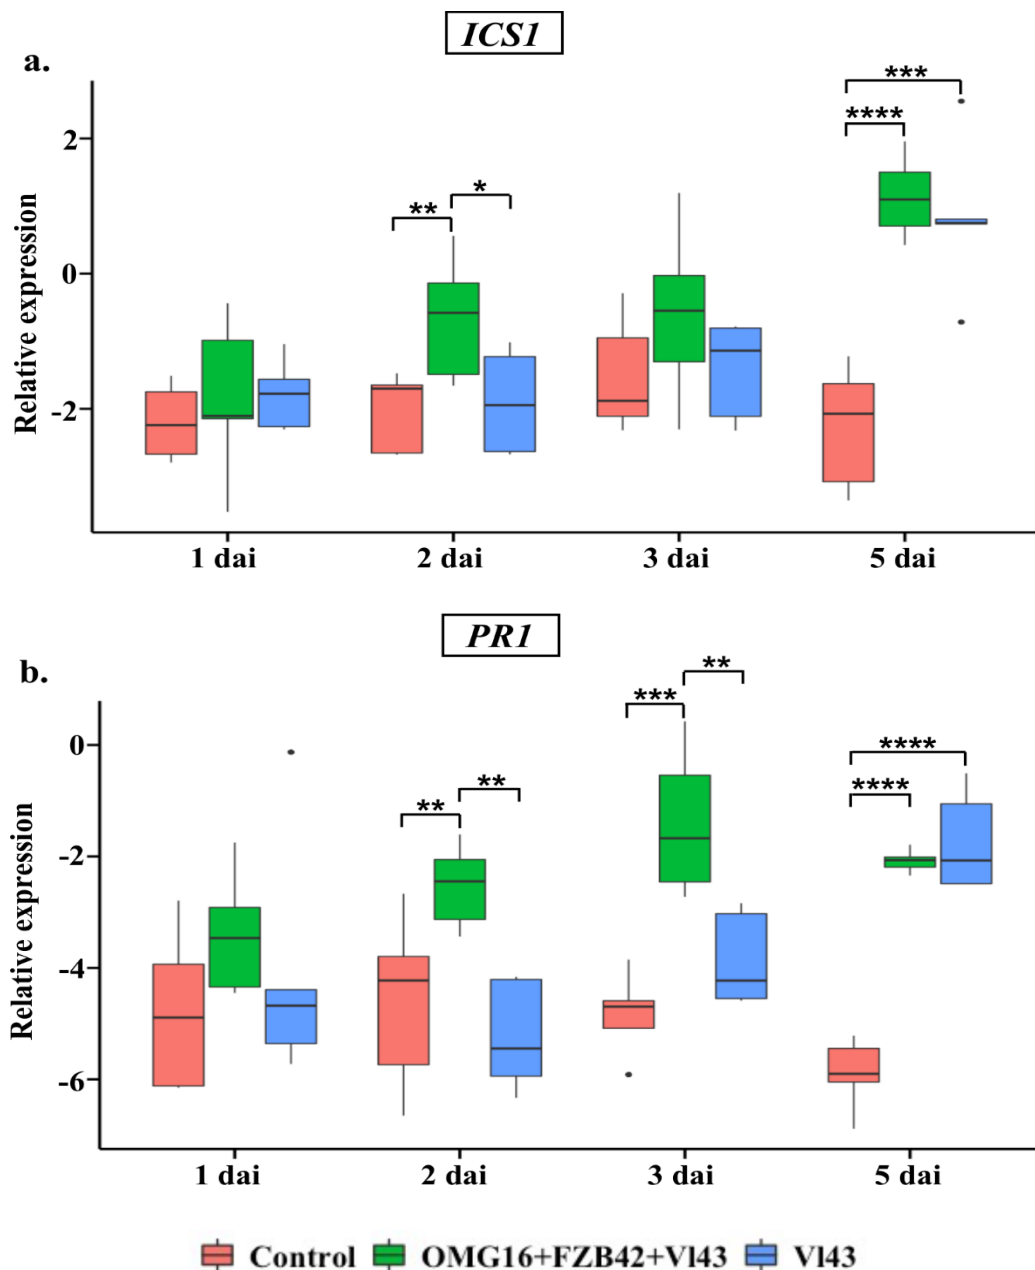 ICS1
a.
***
****
**
*
2
0
-2
Relative expression
1 dai 2 dai 3 dai 5 dai
PR1
b.
***
**
**
**
****
****
0
-2
-4
-6
Relative expression
1 dai 2 dai 3 dai 5 dai
Control OMG16+FZB42+Vl43 Vl43